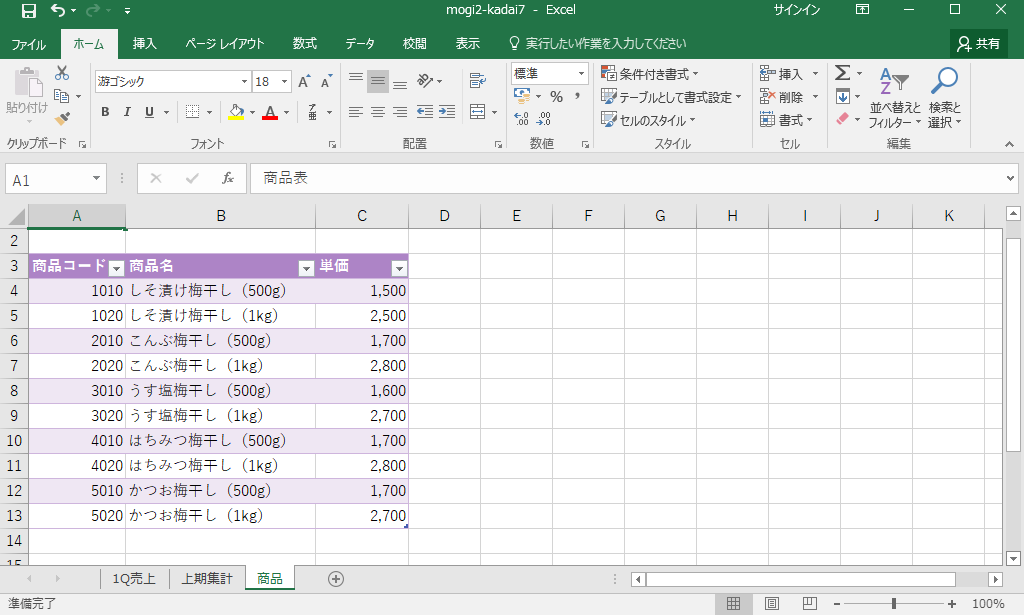 mogi2-kadai7 - Excel サインイン
ファイル ホーム 挿入 ページ レイアウト 数式 データ 校閲 表示 実行したい作業を入力してください 共有
貼り付け
クリップボード
游ゴシック 18 A A
B I U A
フォント
配置
標準
% ,
数値
条件付き書式
テーブルとして書式設定
セルのスタイル
スタイル
挿入
削除
書式
セル
Σ
並べ替えと
フィルター
検索と
選択
編集
A1 fx 商品表
A B C D E F G H I J K
2
3 商品コード 商品名 単価
4 1010 しそ漬け梅干し（500g） 1,500
5 1020 しそ漬け梅干し（1kg） 2,500
6 2010 こんぶ梅干し（500g） 1,700
7 2020 こんぶ梅干し（1kg） 2,800
8 3010 うす塩梅干し（500g） 1,600
9 3020 うす塩梅干し（1kg） 2,700
10 4010 はちみつ梅干し（500g） 1,700
11 4020 はちみつ梅干し（1kg） 2,800
12 5010 かつお梅干し（500g） 1,700
13 5020 かつお梅干し（1kg） 2,700
14
15
1Q売上 上期集計 商品
準備完了 100%